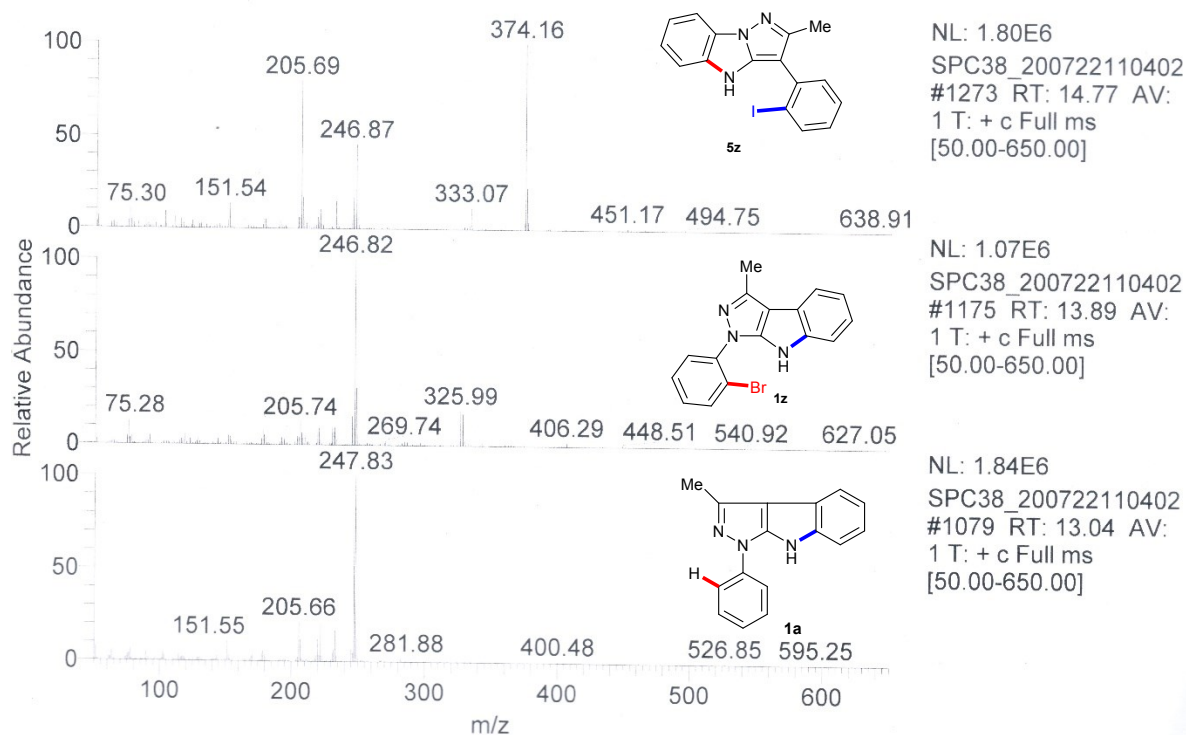 Relative Abundance
100
50
0
374.16
205.69
246.87
75.30
151.54
333.07
451.17
494.75
638.91
N
N
Me
N
H
I
5z
NL: 1.80E6
SPC38_200722110402
#1273 RT: 14.77 AV:
1 T: + c Full ms
[50.00-650.00]
100
50
0
246.82
75.28
205.74
269.74
325.99
406.29
448.51
540.92
627.05
Me
N
N
N
H
Br
1z
NL: 1.07E6
SPC38_200722110402
#1175 RT: 13.89 AV:
1 T: + c Full ms
[50.00-650.00]
100
50
0
247.83
151.55
205.66
281.88
400.48
526.85
595.25
Me
N
N
N
H
H
1a
NL: 1.84E6
SPC38_200722110402
#1079 RT: 13.04 AV:
1 T: + c Full ms
[50.00-650.00]
100
200
300
400
500
600
m/z